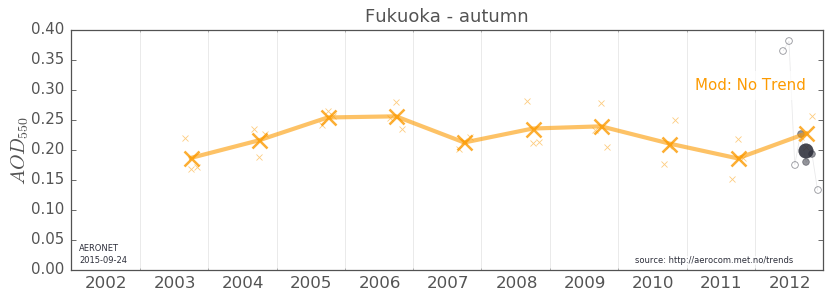 Fukuoka - autumn
0.40
0.35
0.30
0.25
0.20
0.15
0.10
0.05
0.00
AOD550
Mod: No Trend
AERONET
2015-09-24
source: http://aerocom.met.no/trends
2002 2003 2004 2005 2006 2007 2008 2009 2010 2011 2012